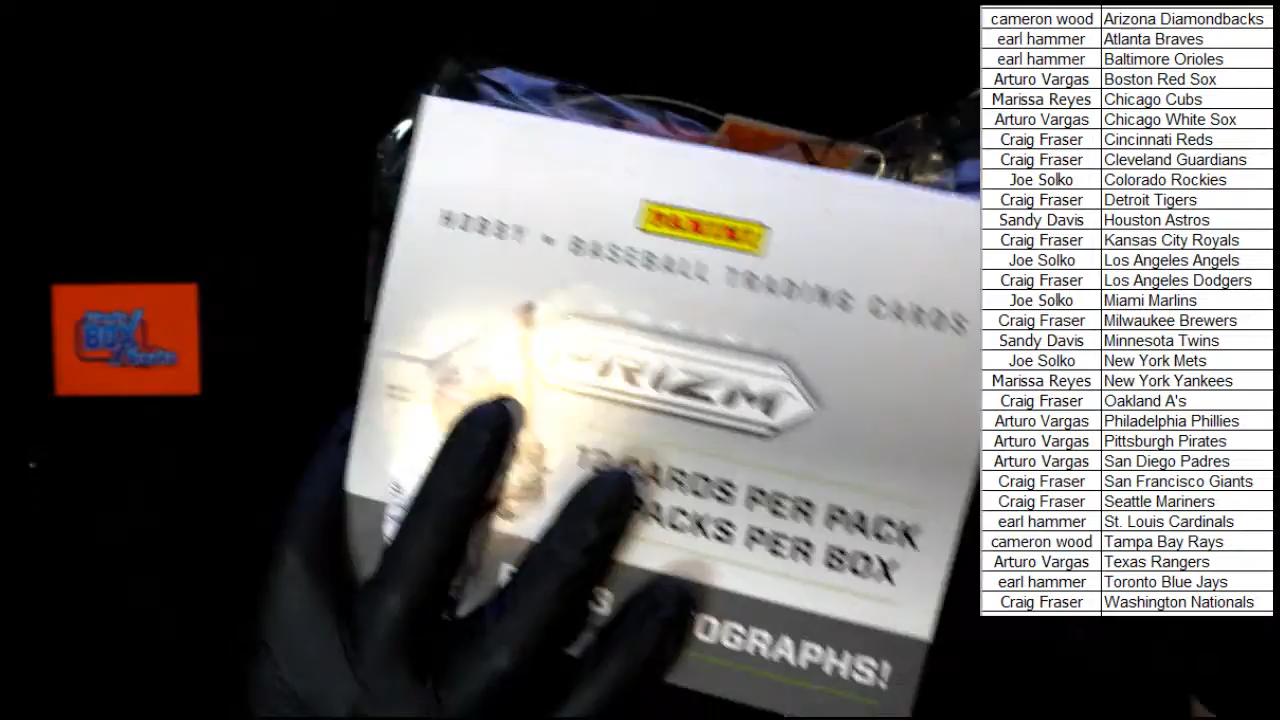 cameron wood Arizona Diamondbacks
earl hammer Atlanta Braves
earl hammer Baltimore Orioles
Arturo Vargas Boston Red Sox
Marissa Reyes Chicago Cubs
Arturo Vargas Chicago White Sox
Craig Fraser Cincinnati Reds
Craig Fraser Cleveland Guardians
Joe Solko Colorado Rockies
Craig Fraser Detroit Tigers
Sandy Davis Houston Astros
Craig Fraser Kansas City Royals
Joe Solko Los Angeles Angels
Craig Fraser Los Angeles Dodgers
Joe Solko Miami Marlins
Craig Fraser Milwaukee Brewers
Sandy Davis Minnesota Twins
Joe Solko New York Mets
Marissa Reyes New York Yankees
Craig Fraser Oakland A's
Arturo Vargas Philadelphia Phillies
Arturo Vargas Pittsburgh Pirates
Arturo Vargas San Diego Padres
Craig Fraser San Francisco Giants
Craig Fraser Seattle Mariners
earl hammer St. Louis Cardinals
cameron wood Tampa Bay Rays
Arturo Vargas Texas Rangers
earl hammer Toronto Blue Jays
Craig Fraser Washington Nationals
PANINI
HOBBY - BASEBALL TRADING CARDS
PRIZM
CARDS PER PACK
PACKS PER BOX
BOX